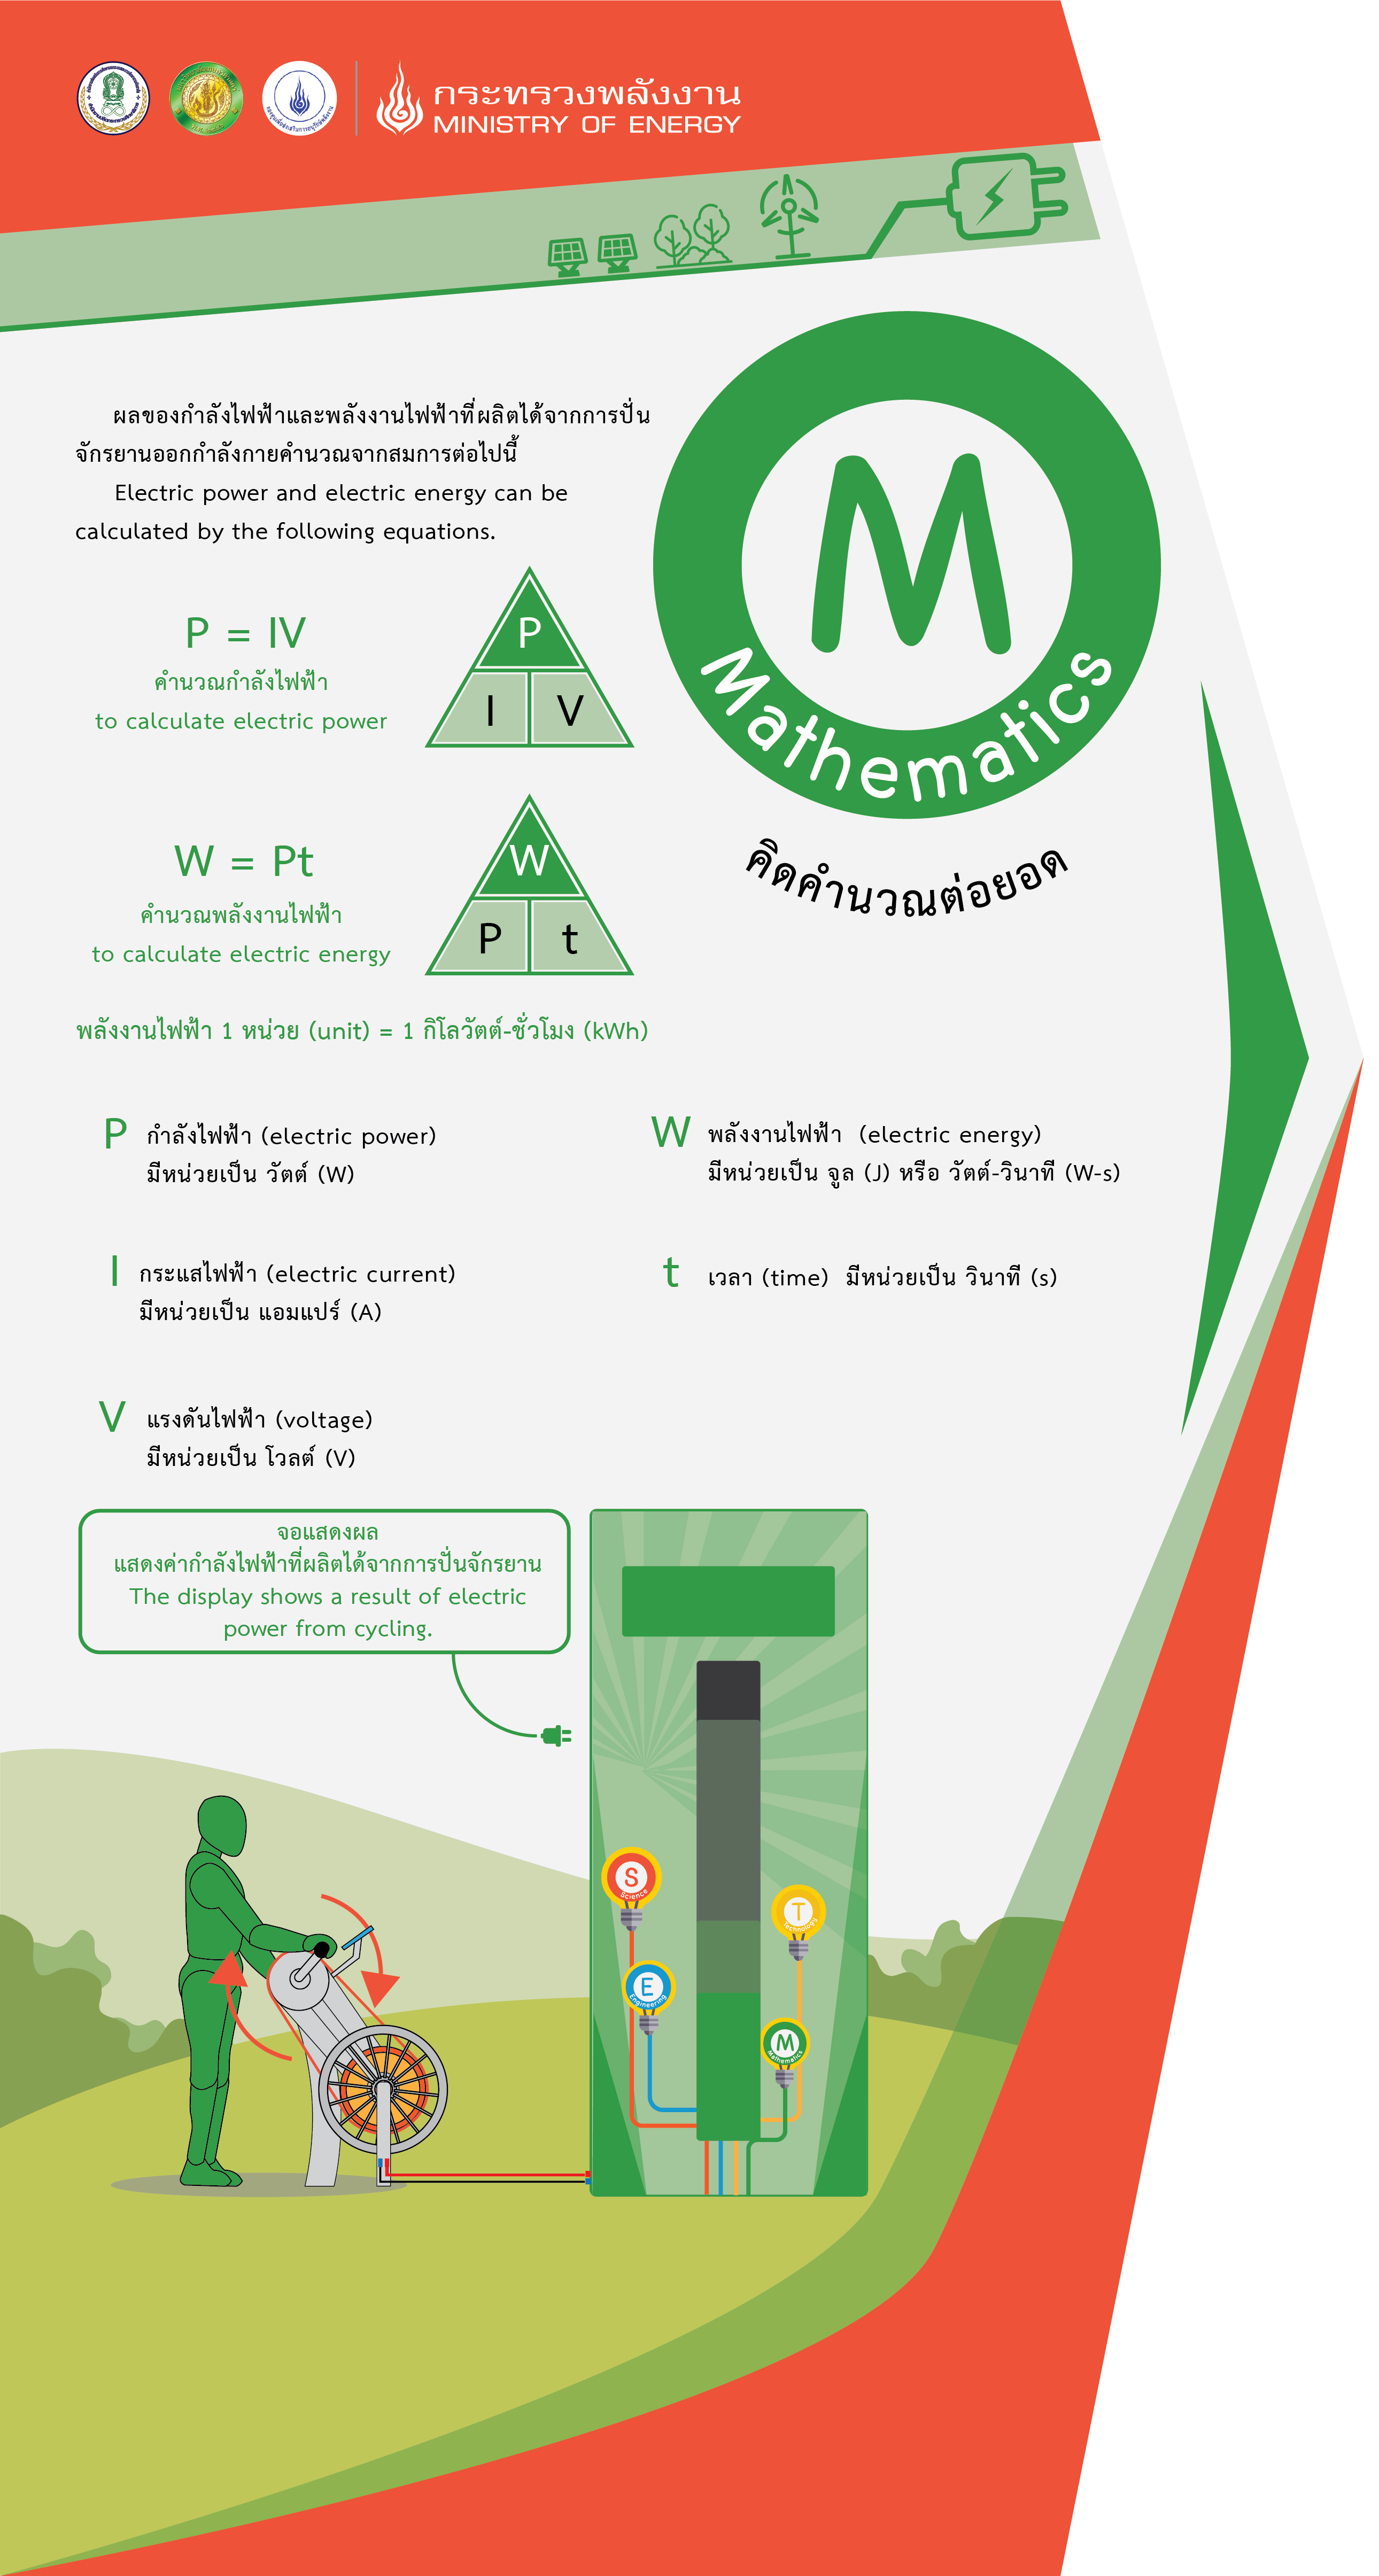 กระทรวงพลังงาน
MINISTRY OF ENERGY
ผลของกำลังไฟฟ้าและพลังงานไฟฟ้าที่ผลิตได้จากการปั่น
จักรยานออกกำลังกายคำนวณจากสมการต่อไปนี้
Electric power and electric energy can be
calculated by the following equations.
M
Mathematics
คิดคำนวณต่อยอด
P = IV
คำนวณกำลังไฟฟ้า
to calculate electric power
P
I V
W = Pt
คำนวณพลังงานไฟฟ้า
to calculate electric energy
W
P t
พลังงานไฟฟ้า 1 หน่วย (unit) = 1 กิโลวัตต์-ชั่วโมง (kWh)
P กำลังไฟฟ้า (electric power)
มีหน่วยเป็น วัตต์ (W)
W พลังงานไฟฟ้า (electric energy)
มีหน่วยเป็น จูล (J) หรือ วัตต์-วินาที (W-s)
I กระแสไฟฟ้า (electric current)
มีหน่วยเป็น แอมแปร์ (A)
t เวลา (time) มีหน่วยเป็น วินาที (s)
V แรงดันไฟฟ้า (voltage)
มีหน่วยเป็น โวลต์ (V)
จอแสดงผล
แสดงค่ากำลังไฟฟ้าที่ผลิตได้จากการปั่นจักรยาน
The display shows a result of electric
power from cycling.
S
Science
T
Technology
E
Engineering
M
Mathematics